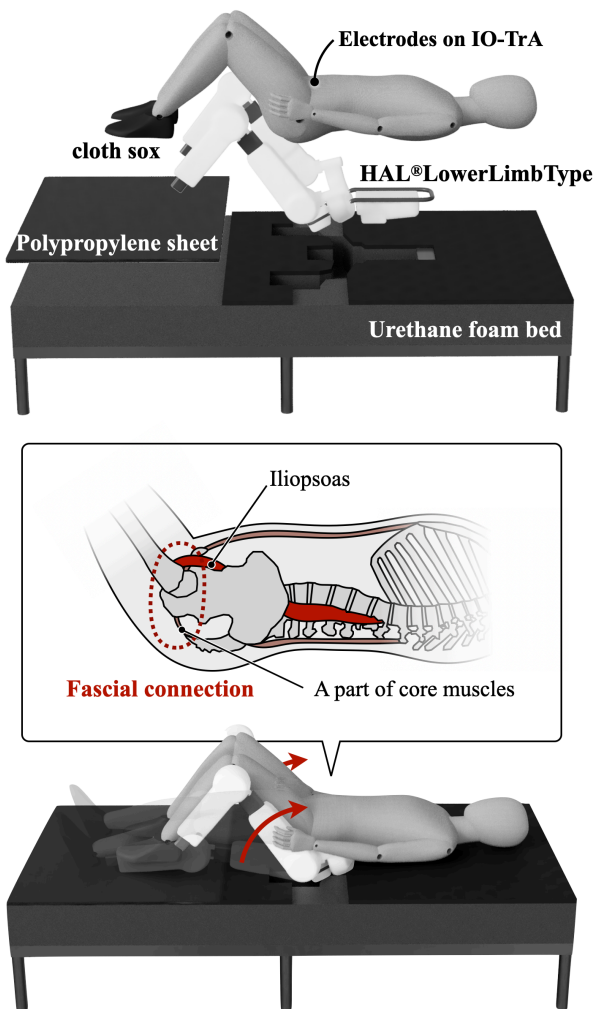 Electrodes on IO-TrA
cloth sox
HAL®LowerLimbType
Polypropylene sheet
Urethane foam bed
Iliopsoas
Fascial connection
A part of core muscles